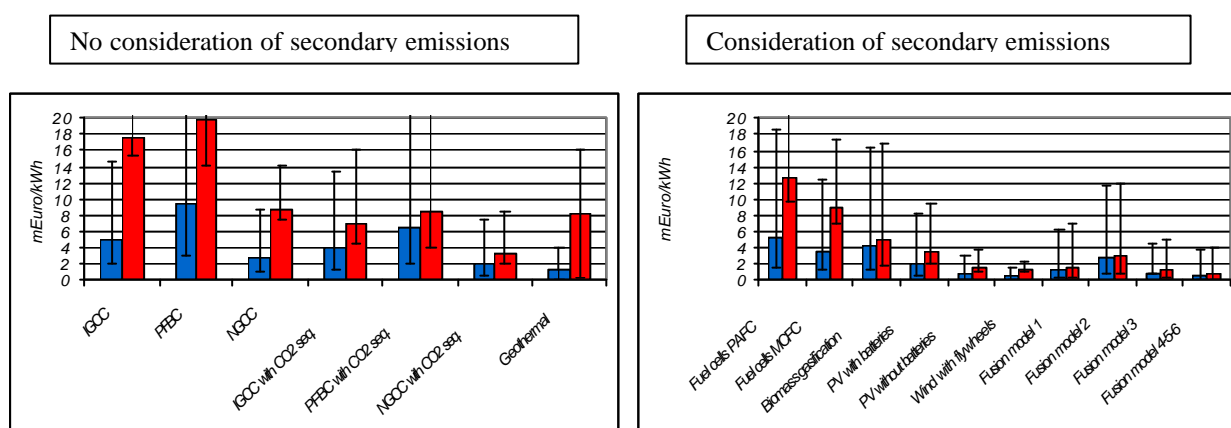 No consideration of secondary emissions
Consideration of secondary emissions
mEuro/kWh
20
18
16
14
12
10
8
6
4
2
0
IGCC
PFBC
NGCC
IGCC with CO2 seq.
PFBC with CO2 seq.
NGCC with CO2 seq.
Geothermal
mEuro/kWh
20
18
16
14
12
10
8
6
4
2
0
Fuel cells PAFC
Fuel cells MCFC
Biomass gasification
PV with batteries
PV without batteries
Wind with flywheels
Fusion model 1
Fusion model 2
Fusion model 3
Fusion model 4-5-6